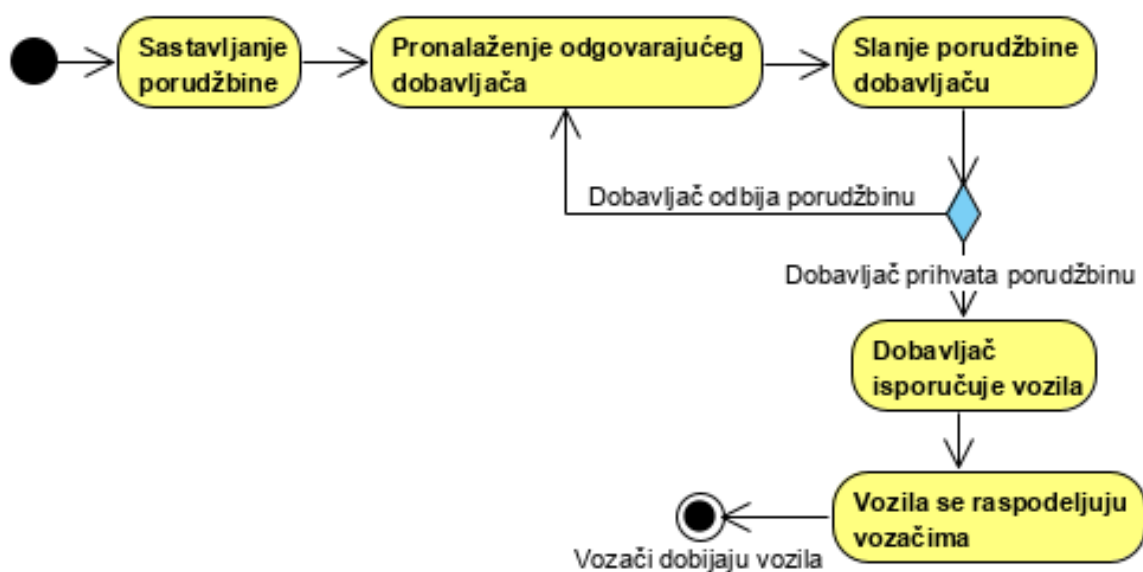 Sastavljanje
porudžbine
Pronalaženje odgovarajućeg
dobavljača
Slanje porudžbine
dobavljaču
Dobavljač odbija porudžbinu
Dobavljač prihvata porudžbinu
Dobavljač
isporučuje vozila
Vozila se raspodeljuju
vozačima
Vozači dobijaju vozila